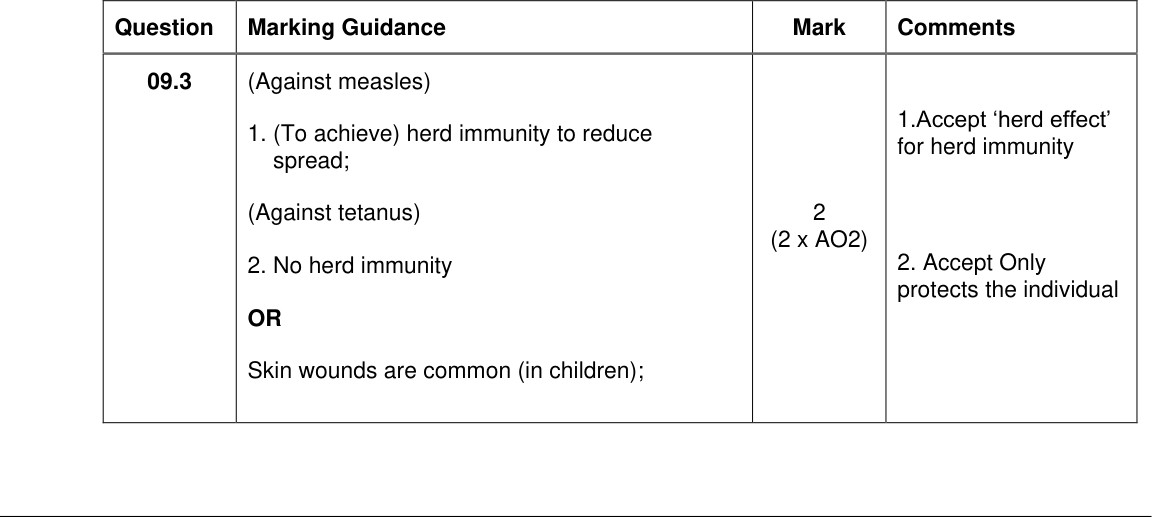 Question Marking Guidance Mark Comments
09.3 (Against measles)
1. (To achieve) herd immunity to reduce
spread;
(Against tetanus)
2. No herd immunity
OR
Skin wounds are common (in children);
2
(2 x AO2)
1.Accept ‘herd effect’
for herd immunity
2. Accept Only
protects the individual